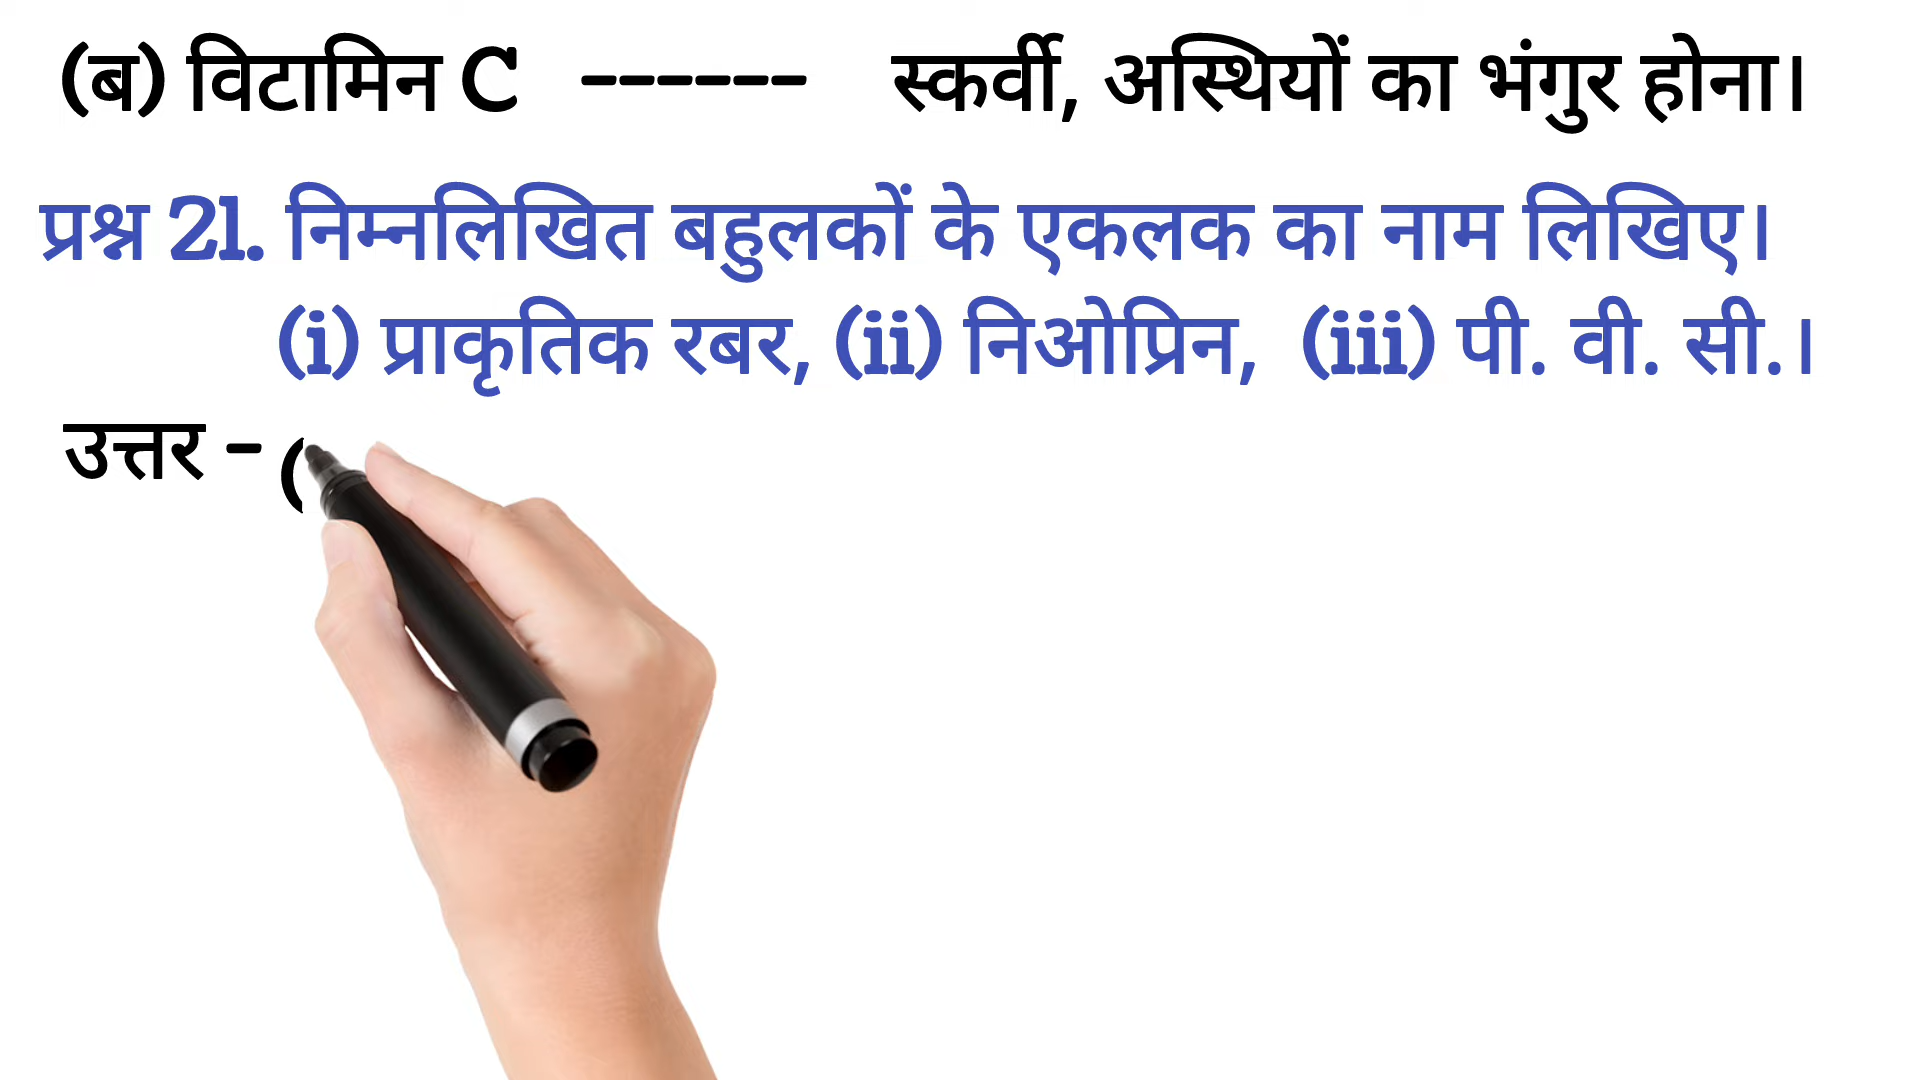 (ब) विटामिन C ------ स्कर्वी, अस्थियों का भंगुर होना।
प्रश्न 21. निम्नलिखित बहुलकों के एकलक का नाम लिखिए।
(i) प्राकृतिक रबर, (ii) निओप्रिन, (iii) पी. वी. सी.।
उत्तर - (